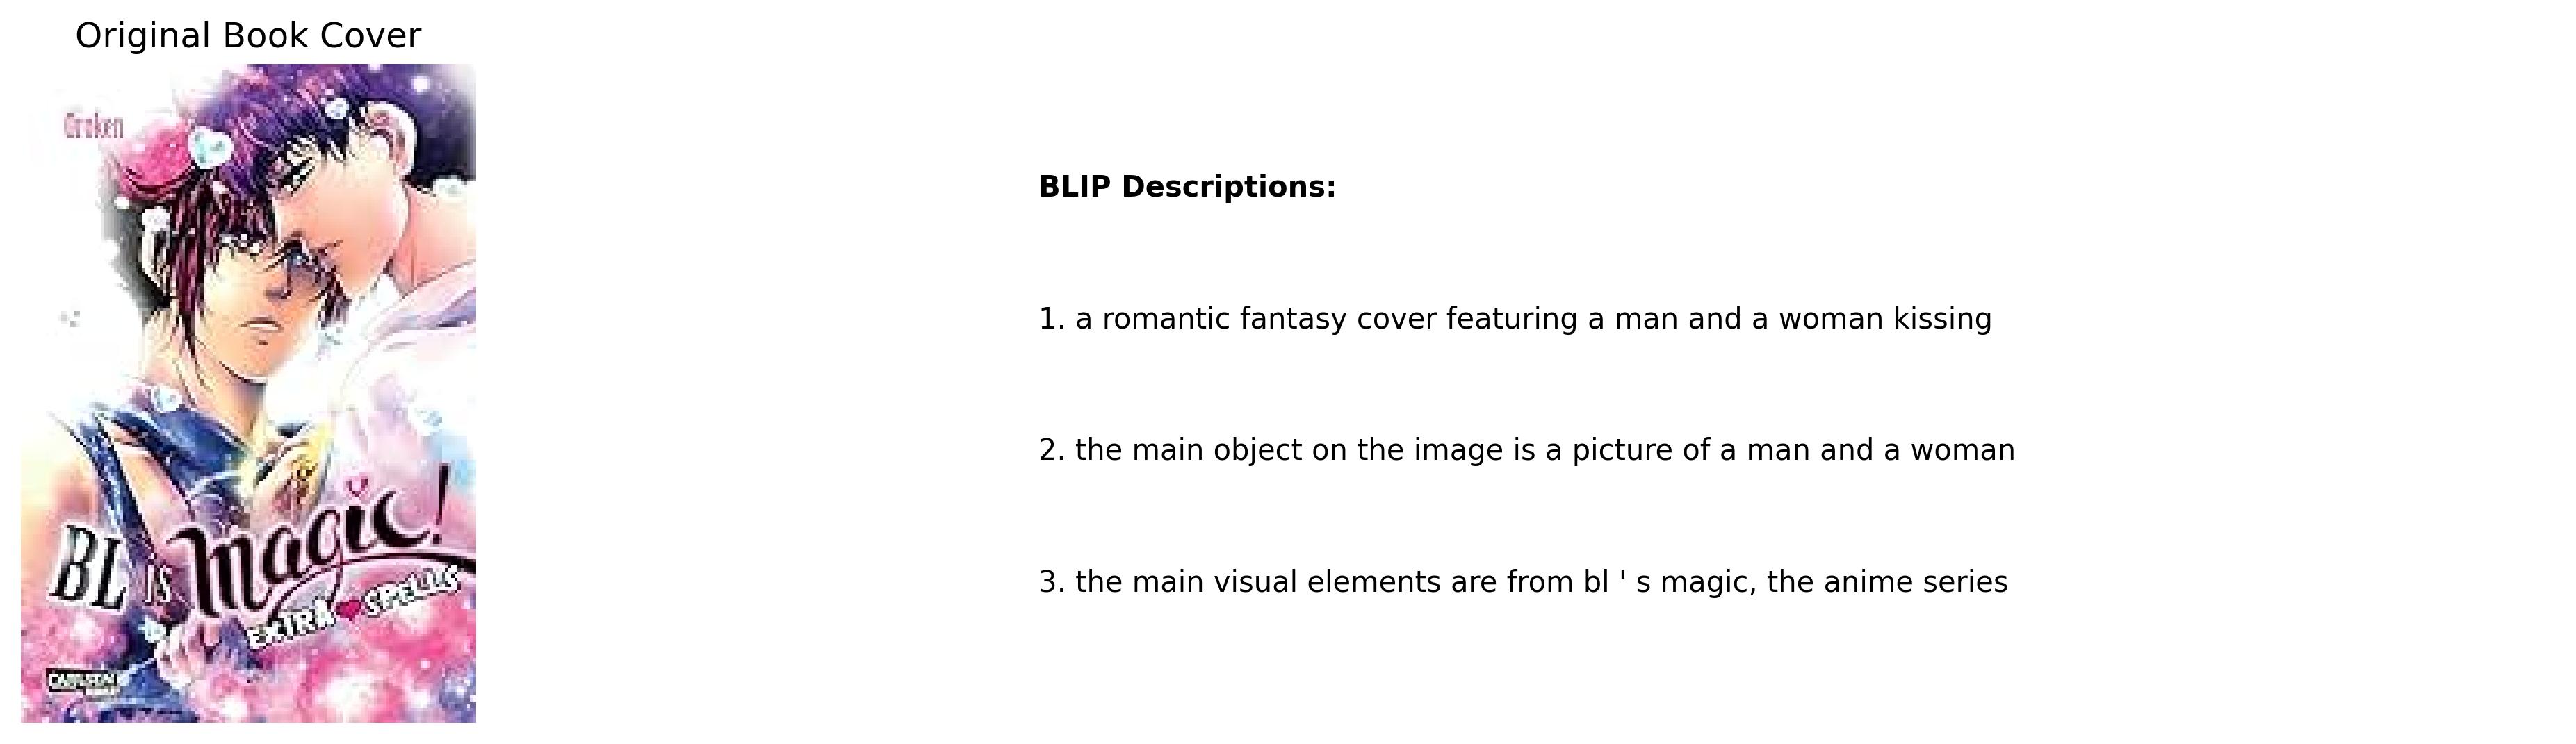 Original Book Cover
Oroken
BL is magic!
EXTRA SPELLS
CARLSEN
BLIP Descriptions:
1. a romantic fantasy cover featuring a man and a woman kissing
2. the main object on the image is a picture of a man and a woman
3. the main visual elements are from bl ' s magic, the anime series